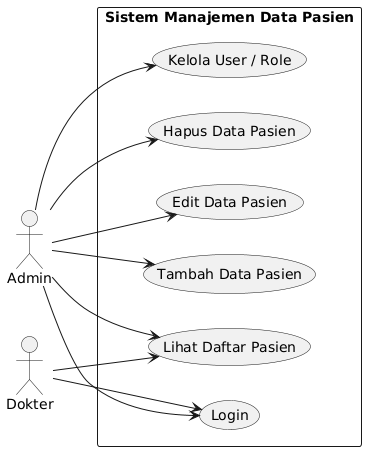 Sistem Manajemen Data Pasien
Kelola User / Role
Hapus Data Pasien
Edit Data Pasien
Admin
Tambah Data Pasien
Lihat Daftar Pasien
Dokter
Login